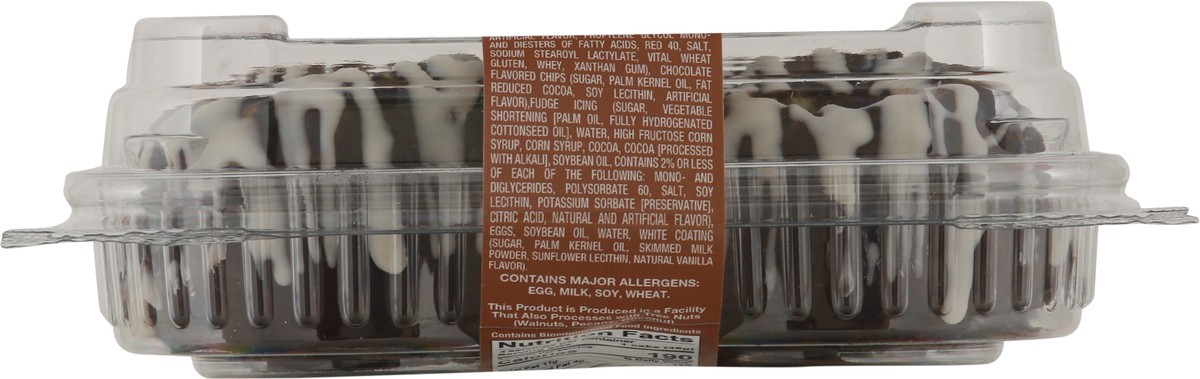 ARTIFICIAL FLAVOR, PROPYLENE GLYCOL MONO-
AND DIESTERS OF FATTY ACIDS, RED 40, SALT,
SODIUM STEAROYL LACTYLATE, VITAL WHEAT
GLUTEN, WHEY, XANTHAN GUM), CHOCOLATE
FLAVORED CHIPS (SUGAR, PALM KERNEL OIL, FAT
REDUCED COCOA, SOY LECITHIN, ARTIFICIAL
FLAVOR),FUDGE ICING (SUGAR, VEGETABLE
SHORTENING [PALM OIL, FULLY HYDROGENATED
COTTONSEED OIL], WATER, HIGH FRUCTOSE CORN
SYRUP, CORN SYRUP, COCOA, COCOA [PROCESSED
WITH ALKALI], SOYBEAN OIL, CONTAINS 2% OR LESS
OF EACH OF THE FOLLOWING: MONO- AND
DIGLYCERIDES, POLYSORBATE 60, SALT, SOY
LECITHIN, POTASSIUM SORBATE [PRESERVATIVE],
CITRIC ACID, NATURAL AND ARTIFICIAL FLAVOR),
EGGS, SOYBEAN OIL, WATER, WHITE COATING
(SUGAR, PALM KERNEL OIL, SKIMMED MILK
POWDER, SUNFLOWER LECITHIN, NATURAL VANILLA
FLAVOR).
CONTAINS MAJOR ALLERGENS:
EGG, MILK, SOY, WHEAT.
This Product is Produced in a Facility
That Also Processes with Tree Nuts
(Walnuts,
Contains Food Ingredients
Nutrition Facts
190